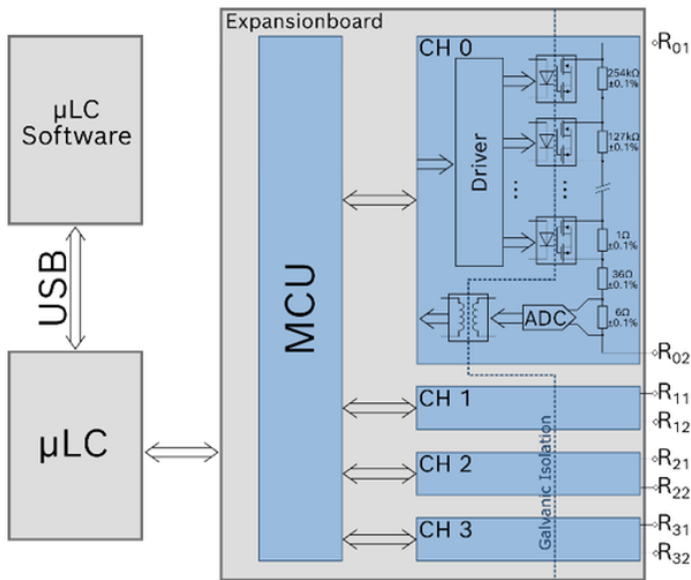 Expansionboard
µLC
Software
USB
µLC
MCU
CH 0
Driver
254kΩ
±0.1%
127kΩ
±0.1%
1Ω
±0.1%
36Ω
±0.1%
6Ω
±0.1%
ADC
CH 1
CH 2
CH 3
Galvanic Isolation
R01
R02
R11
R12
R21
R22
R31
R32